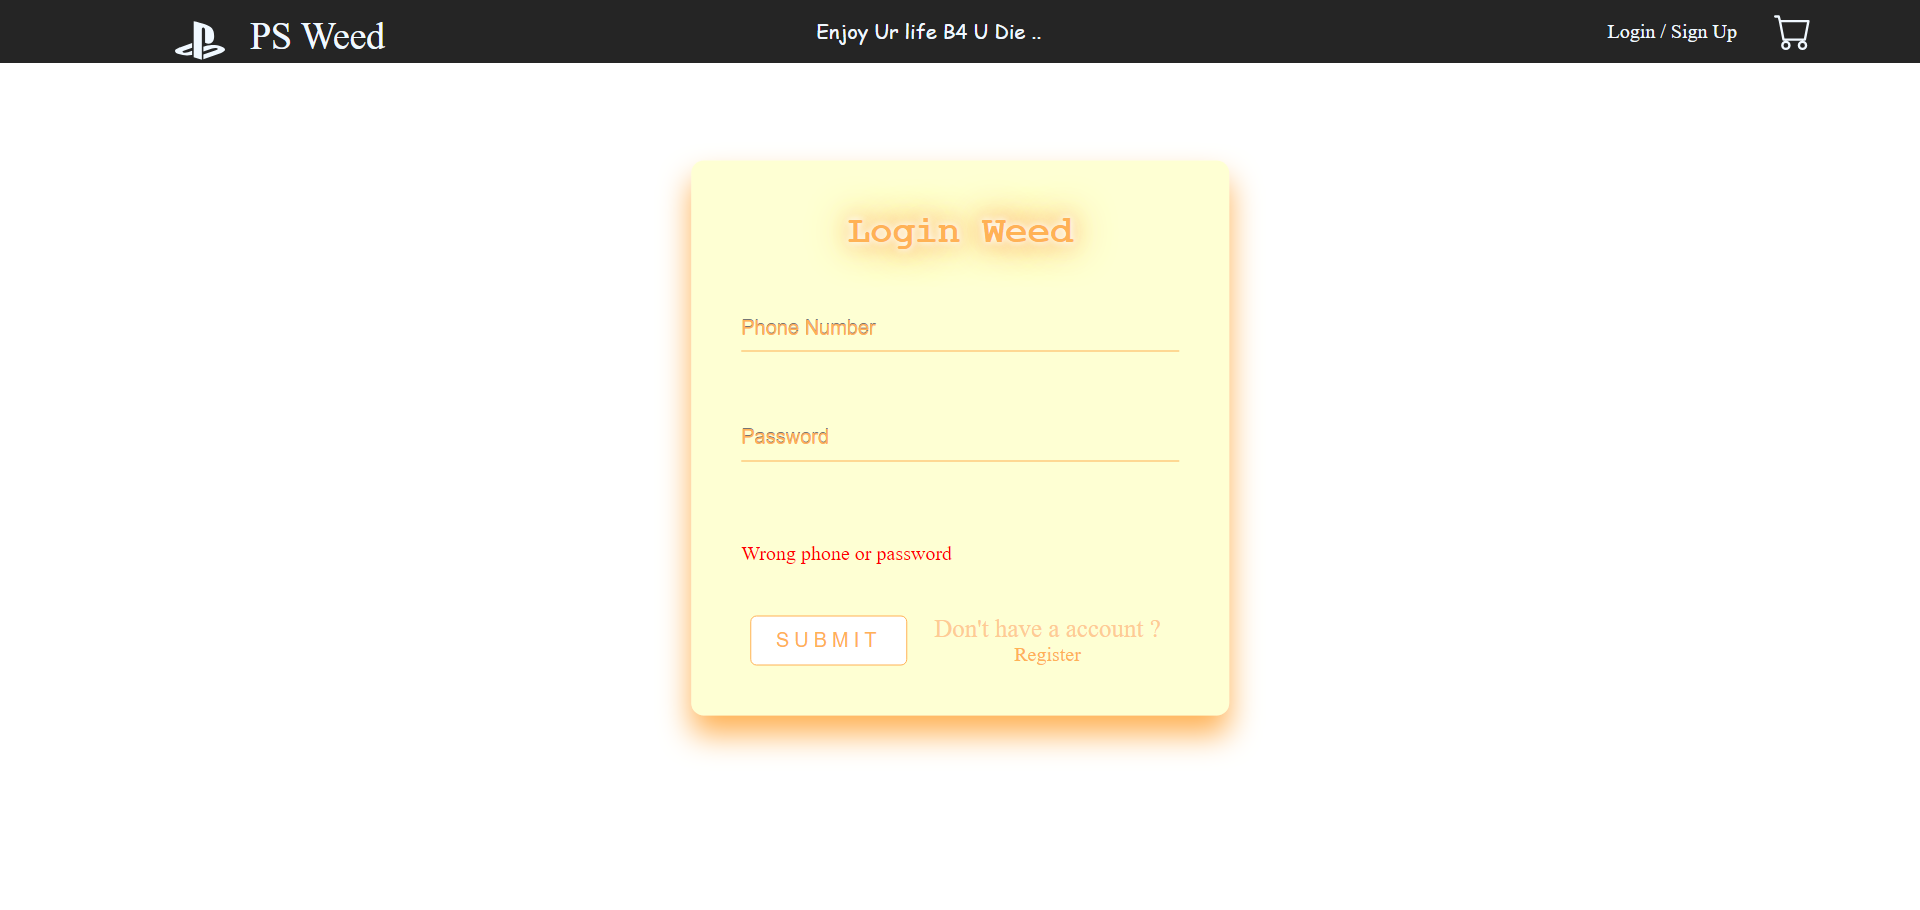 PS Weed
Enjoy Ur life B4 U Die ..
Login / Sign Up
Login Weed
Phone Number
Password
Wrong phone or password
SUBMIT
Don't have a account ?
Register